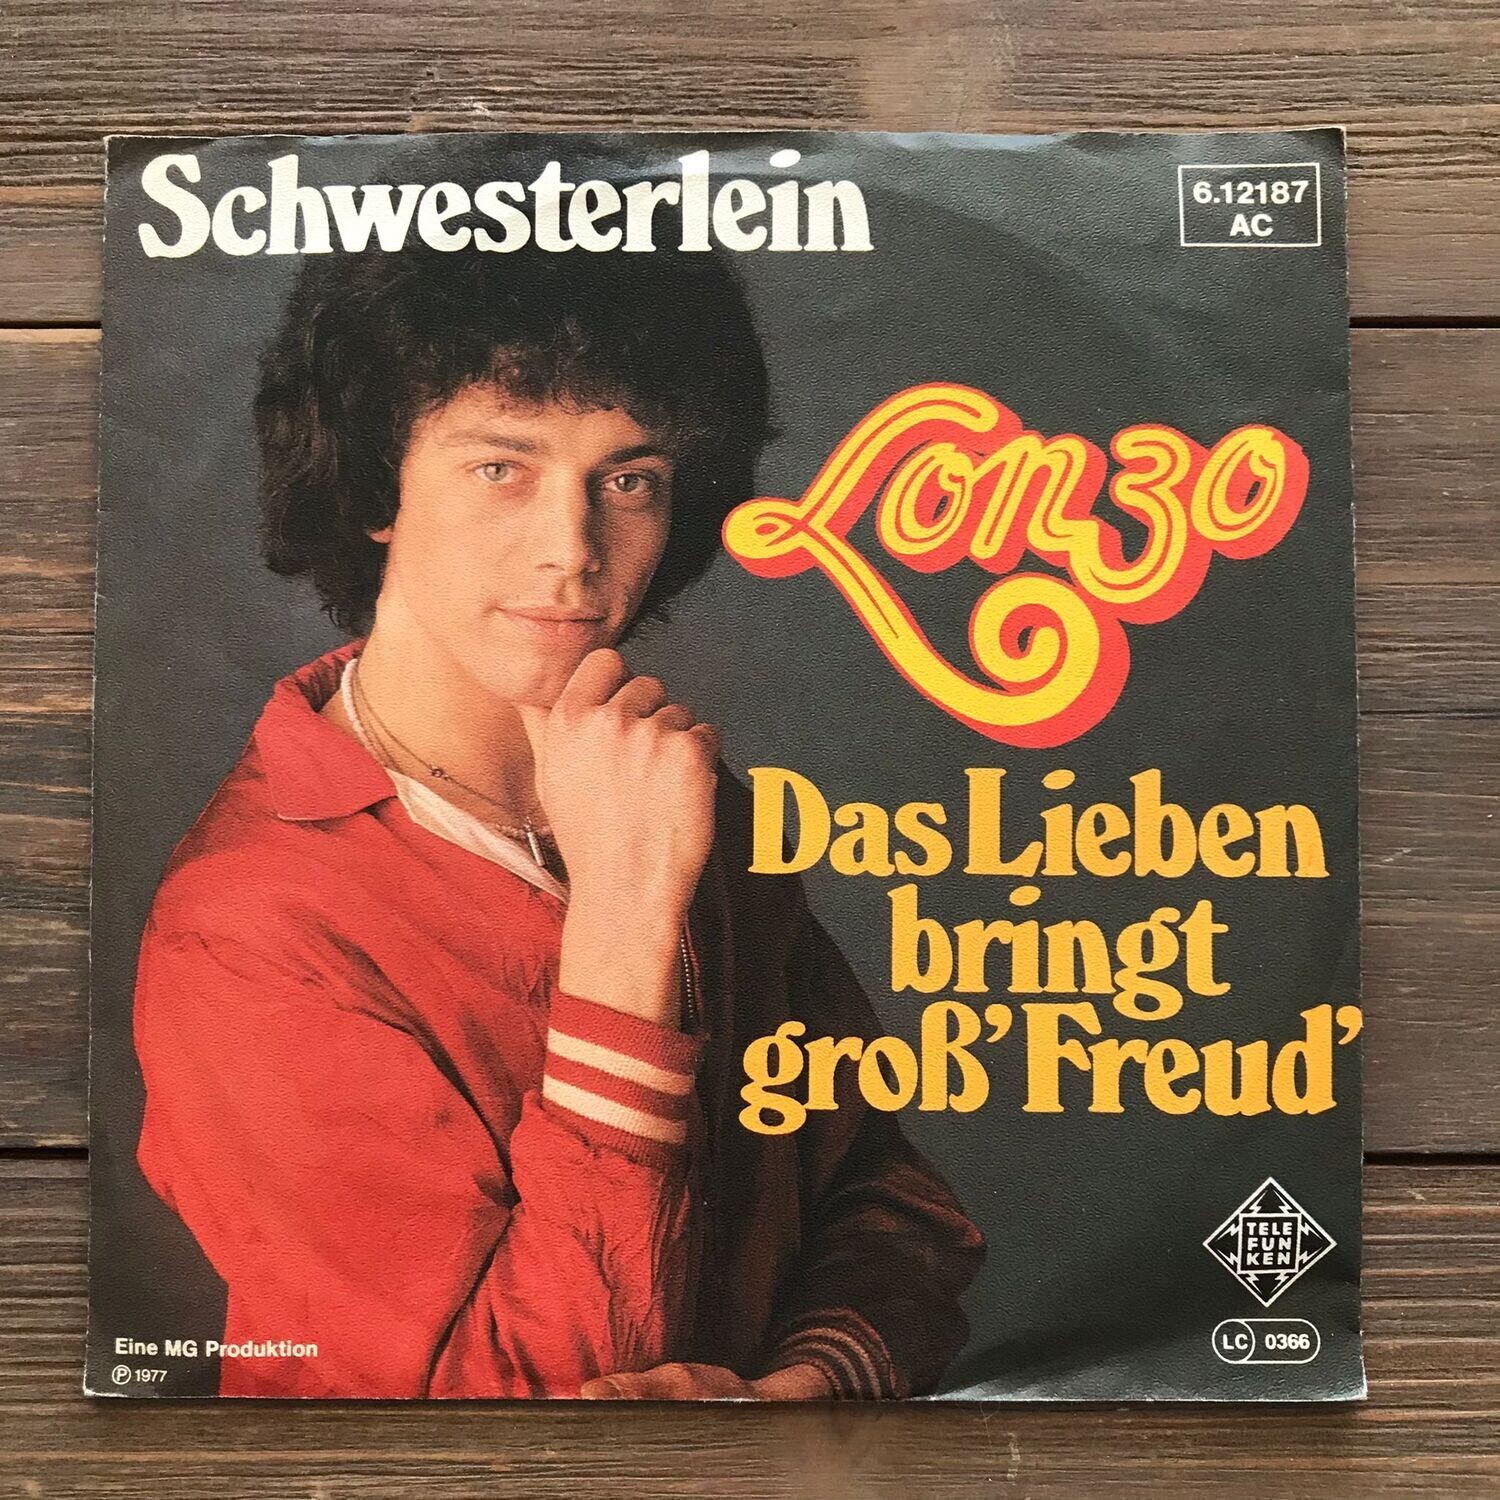 Schwesterlein
6.12187
AC
Lonzo
Das Lieben
bringt
groß' Freud'
TELE
FUN
KEN
LC 0366
Eine MG Produktion
Ⓟ 1977